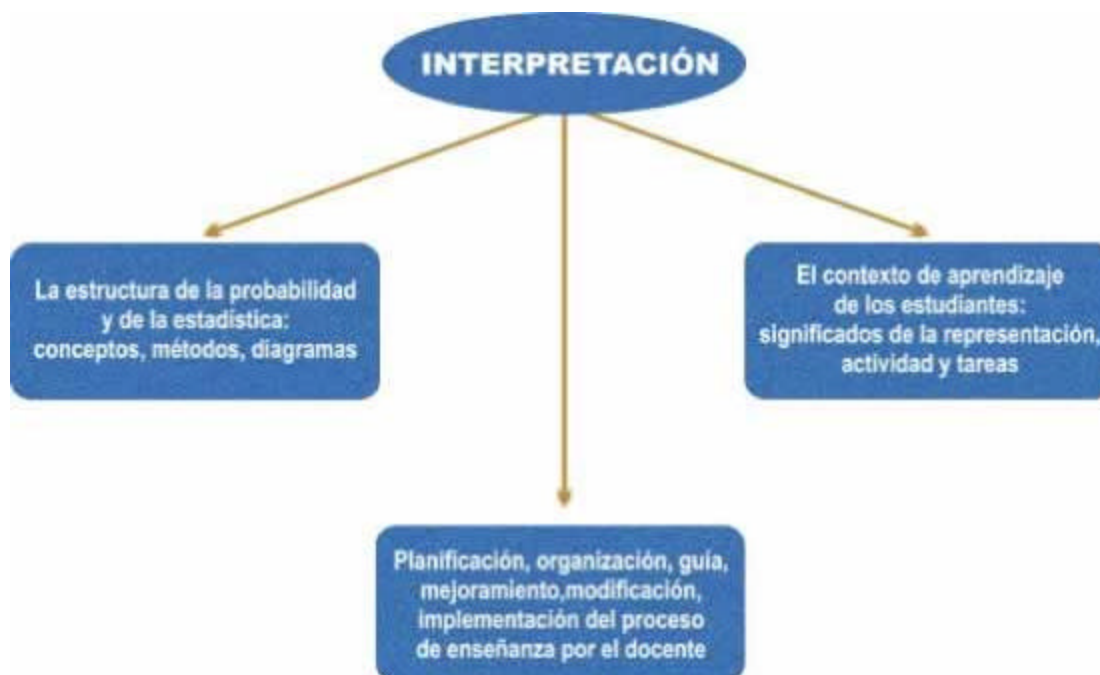 INTERPRETACIÓN
La estructura de la probabilidad
y de la estadística:
conceptos, métodos, diagramas
El contexto de aprendizaje
de los estudiantes:
significados de la representación,
actividad y tareas
Planificación, organización, guía,
mejoramiento,modificación,
implementación del proceso
de enseñanza por el docente